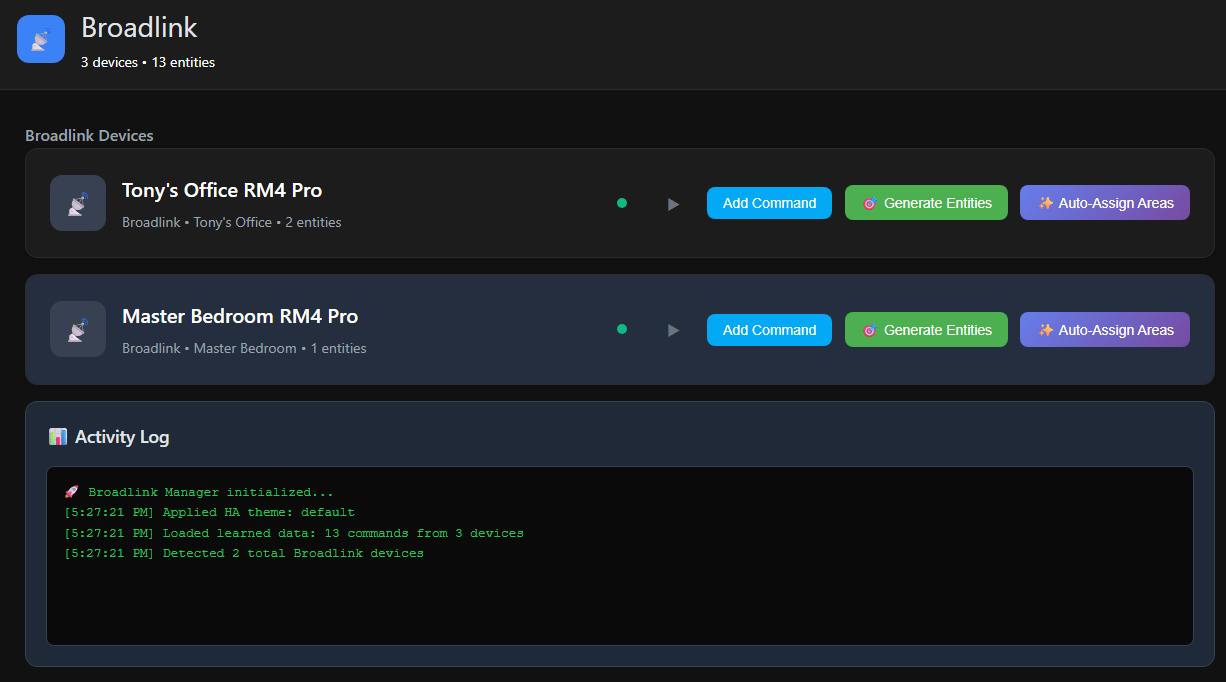 Broadlink
3 devices • 13 entities
Broadlink Devices
Tony's Office RM4 Pro
Broadlink • Tony's Office • 2 entities
Add Command
🎯 Generate Entities
✨ Auto-Assign Areas
Master Bedroom RM4 Pro
Broadlink • Master Bedroom • 1 entities
Add Command
🎯 Generate Entities
✨ Auto-Assign Areas
📊 Activity Log
🚀 Broadlink Manager initialized...
[5:27:21 PM] Applied HA theme: default
[5:27:21 PM] Loaded learned data: 13 commands from 3 devices
[5:27:21 PM] Detected 2 total Broadlink devices